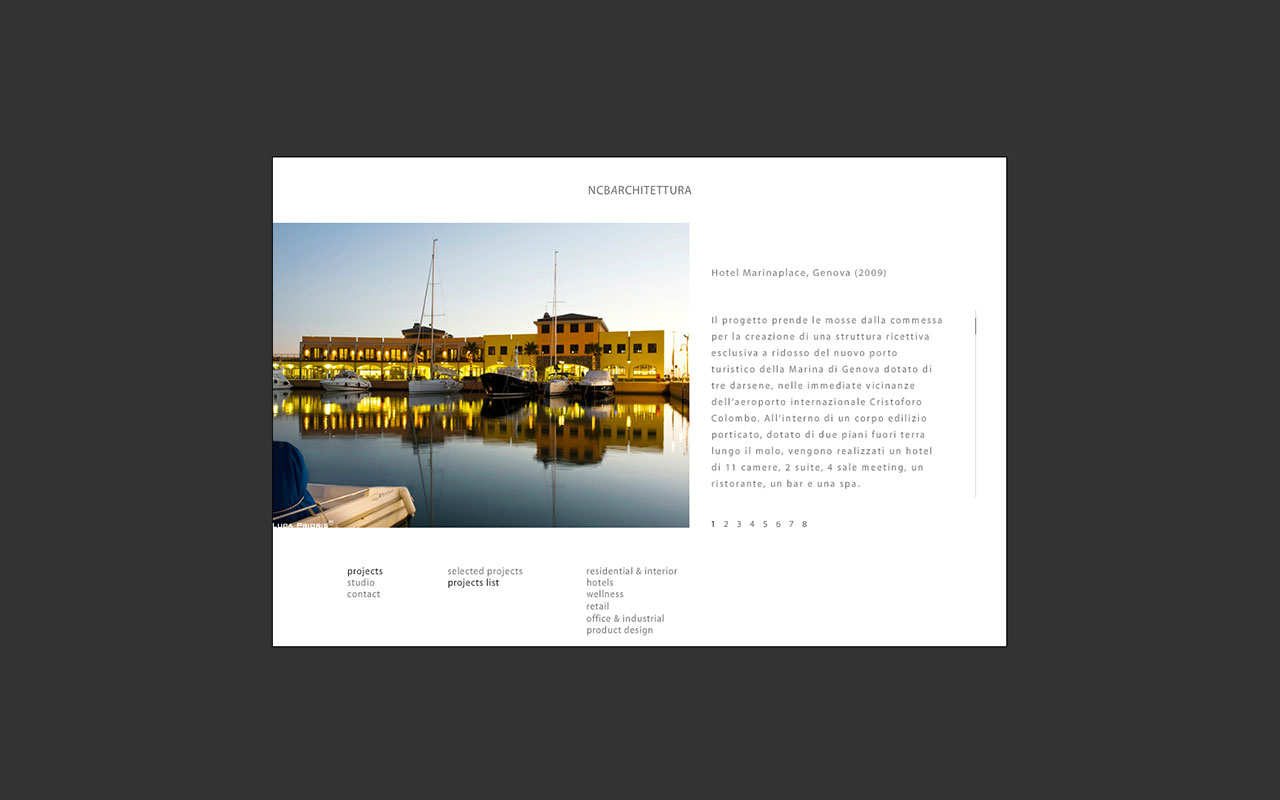 NCBARCHITETTURA
Hotel Marinaplace, Genova (2009)
Il progetto prende le mosse dalla commessa
per la creazione di una struttura ricettiva
esclusiva a ridosso del nuovo porto
turistico della Marina di Genova dotato di
tre darsene, nelle immediate vicinanze
dell'aeroporto internazionale Cristoforo
Colombo. All'interno di un corpo edilizio
porticato, dotato di due piani fuori terra
lungo il molo, vengono realizzati un hotel
di 11 camere, 2 suite, 4 sale meeting, un
ristorante, un bar e una spa.
1 2 3 4 5 6 7 8
Luca Prioris
projects
studio
contact
selected projects
projects list
residential & interior
hotels
wellness
retail
office & industrial
product design